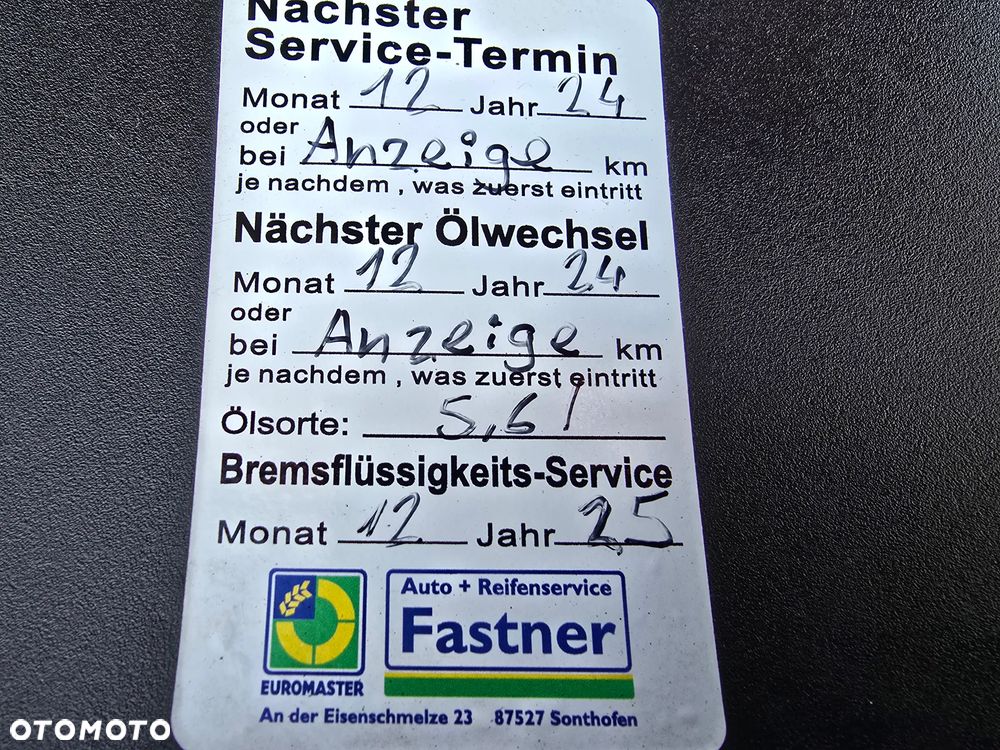 Nächster
Service-Termin
Monat 12 Jahr 24
oder
bei Anzeige km
je nachdem , was zuerst eintritt
Nächster Ölwechsel
Monat 12 Jahr 24
oder
bei Anzeige km
je nachdem , was zuerst eintritt
Ölsorte: 5,6 l
Bremsflüssigkeits-Service
Monat 12 Jahr 25
Auto + Reifenservice
Fastner
EUROMASTER
An der Eisenschmelze 23 87527 Sonthofen
OTOMOTO